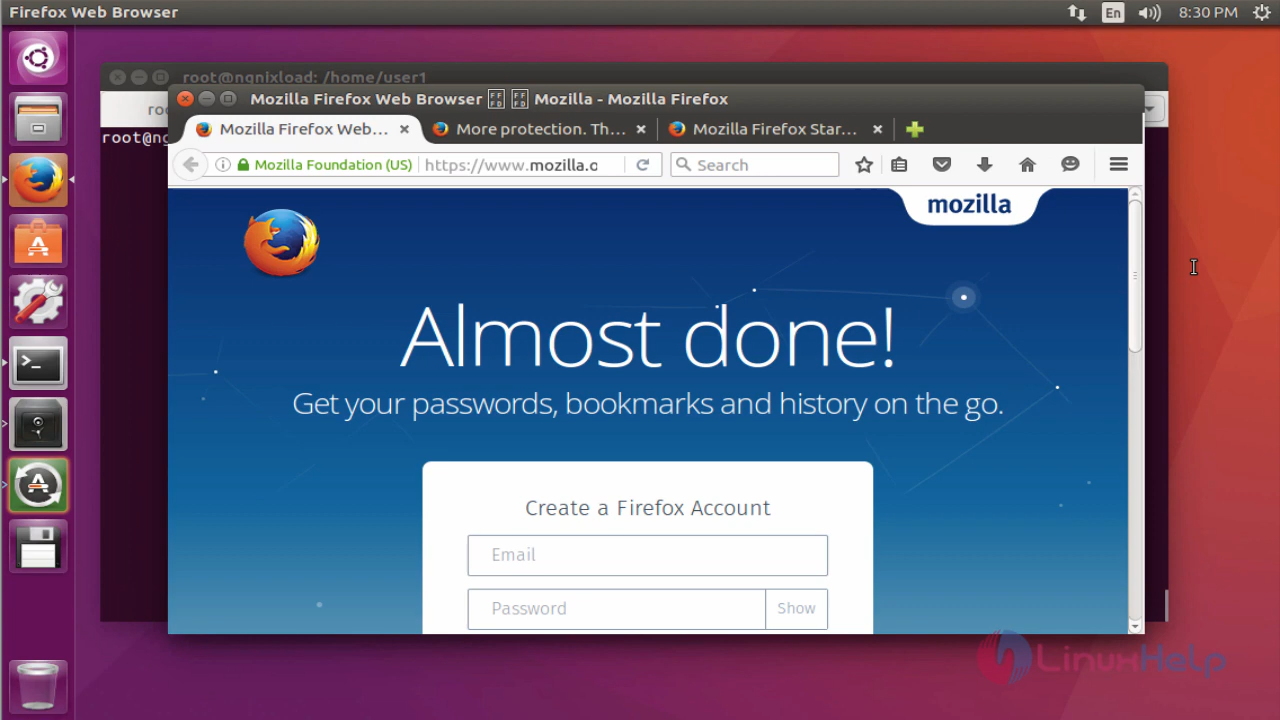 Firefox Web Browser
En
8:30 PM
root@ngnixload: /home/user1
Mozilla Firefox Web Browser FFFD FFFD Mozilla - Mozilla Firefox
Mozilla Firefox Web...
More protection. Th...
Mozilla Firefox Star...
root@ng
Mozilla Foundation (US)
https://www.mozilla.o
Search
mozilla
Almost done!
Get your passwords, bookmarks and history on the go.
Create a Firefox Account
Email
Password
Show
LinuxHelp